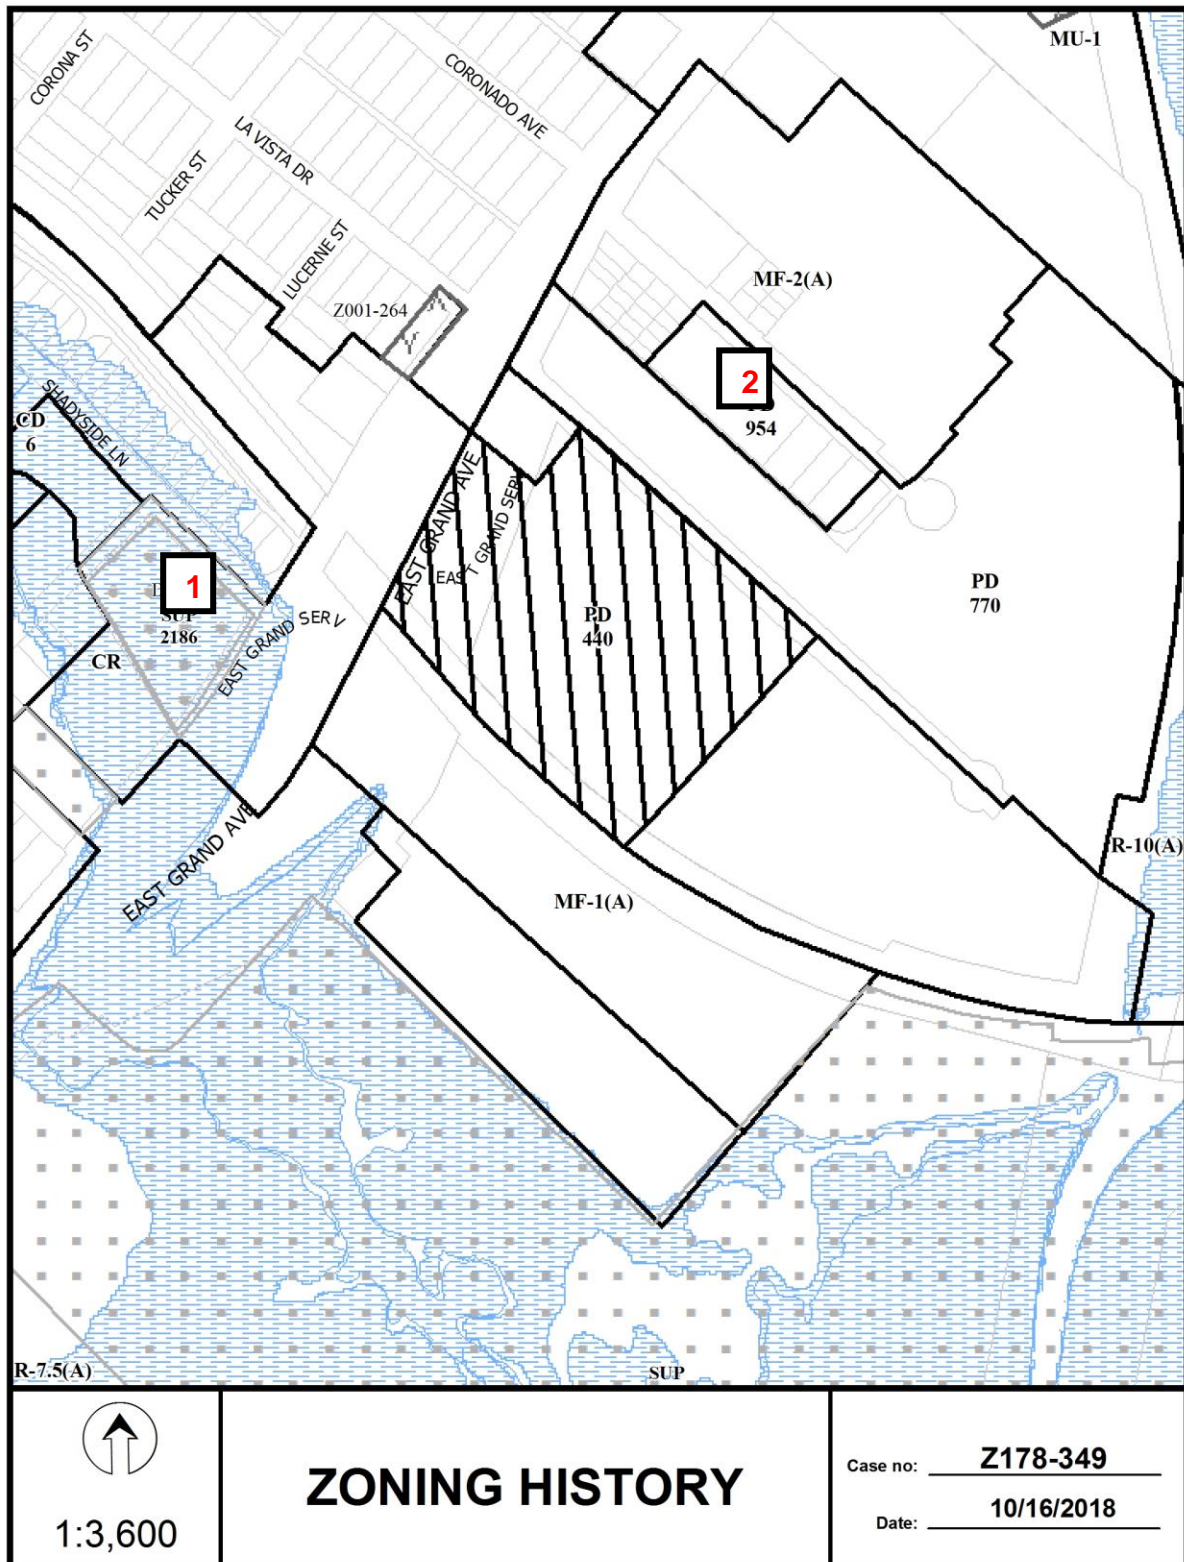 MU-1
CORONA ST
CORONADO AVE
LA VISTA DR
TUCKER ST
LUCERNE ST
Z001-264
MF-2(A)
2
954
SHADYSIDE LN
CD
6
EAST GRAND AVE
EAST GRAND SERV
1
SUP
2186
EAST GRAND SERV
CR
PD
440
PD
770
R-10(A)
EAST GRAND AVE
MF-1(A)
R-7.5(A)
SUP
1:3,600
ZONING HISTORY
Case no: Z178-349
Date: 10/16/2018